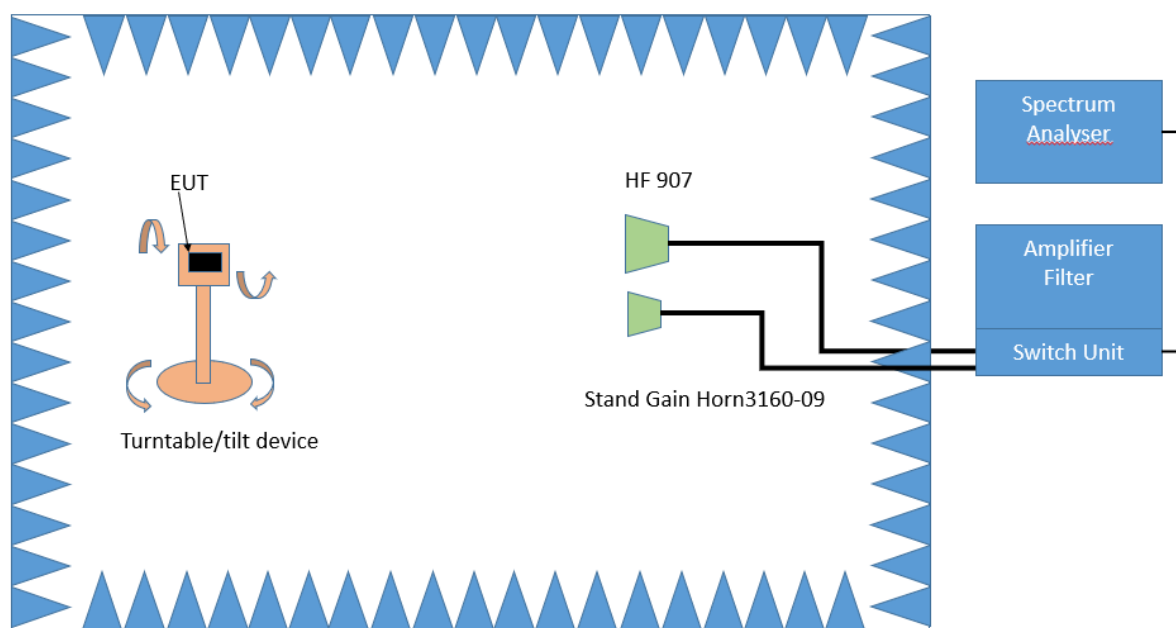 Spectrum
Analyser
EUT
HF 907
Amplifier
Filter
Switch Unit
Stand Gain Horn3160-09
Turntable/tilt device